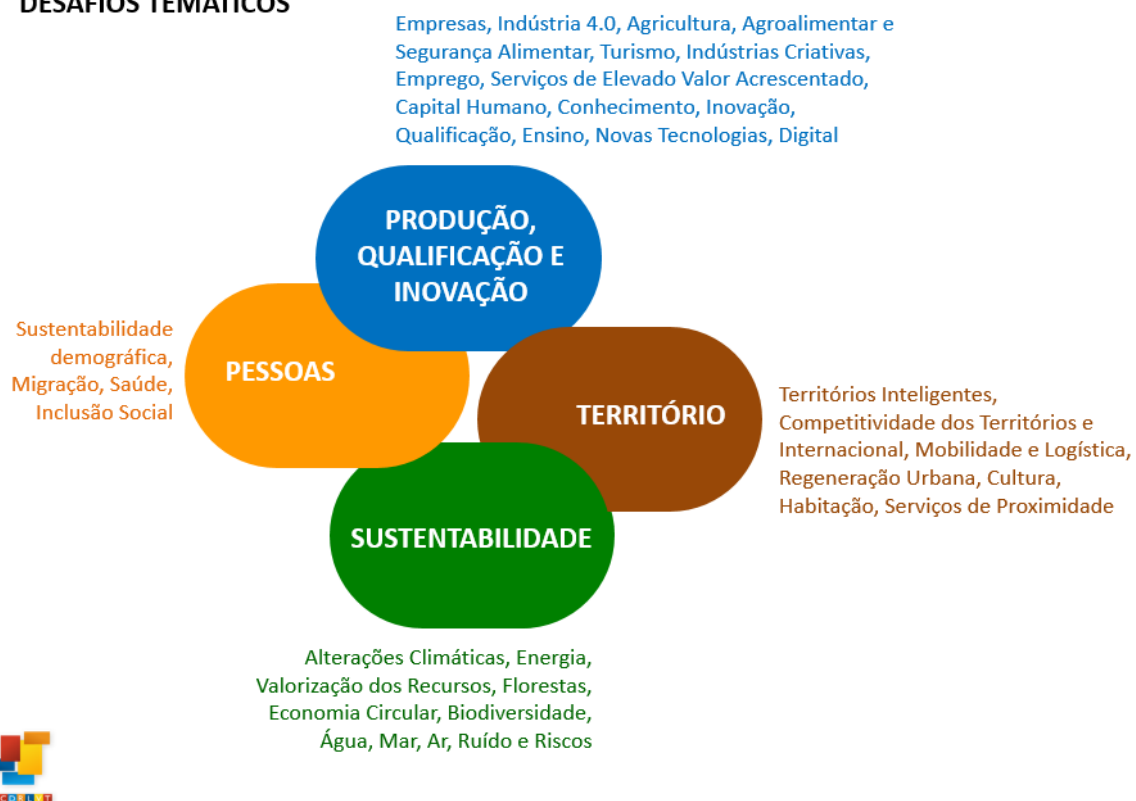 DESAFIOS TEMÁTICOS
Empresas, Indústria 4.0, Agricultura, Agroalimentar e
Segurança Alimentar, Turismo, Indústrias Criativas,
Emprego, Serviços de Elevado Valor Acrescentado,
Capital Humano, Conhecimento, Inovação,
Qualificação, Ensino, Novas Tecnologias, Digital
PRODUÇÃO,
QUALIFICAÇÃO E
INOVAÇÃO
Sustentabilidade
demográfica,
Migração, Saúde,
Inclusão Social
PESSOAS
TERRITÓRIO
Territórios Inteligentes,
Competitividade dos Territórios e
Internacional, Mobilidade e Logística,
Regeneração Urbana, Cultura,
Habitação, Serviços de Proximidade
SUSTENTABILIDADE
Alterações Climáticas, Energia,
Valorização dos Recursos, Florestas,
Economia Circular, Biodiversidade,
Água, Mar, Ar, Ruído e Riscos